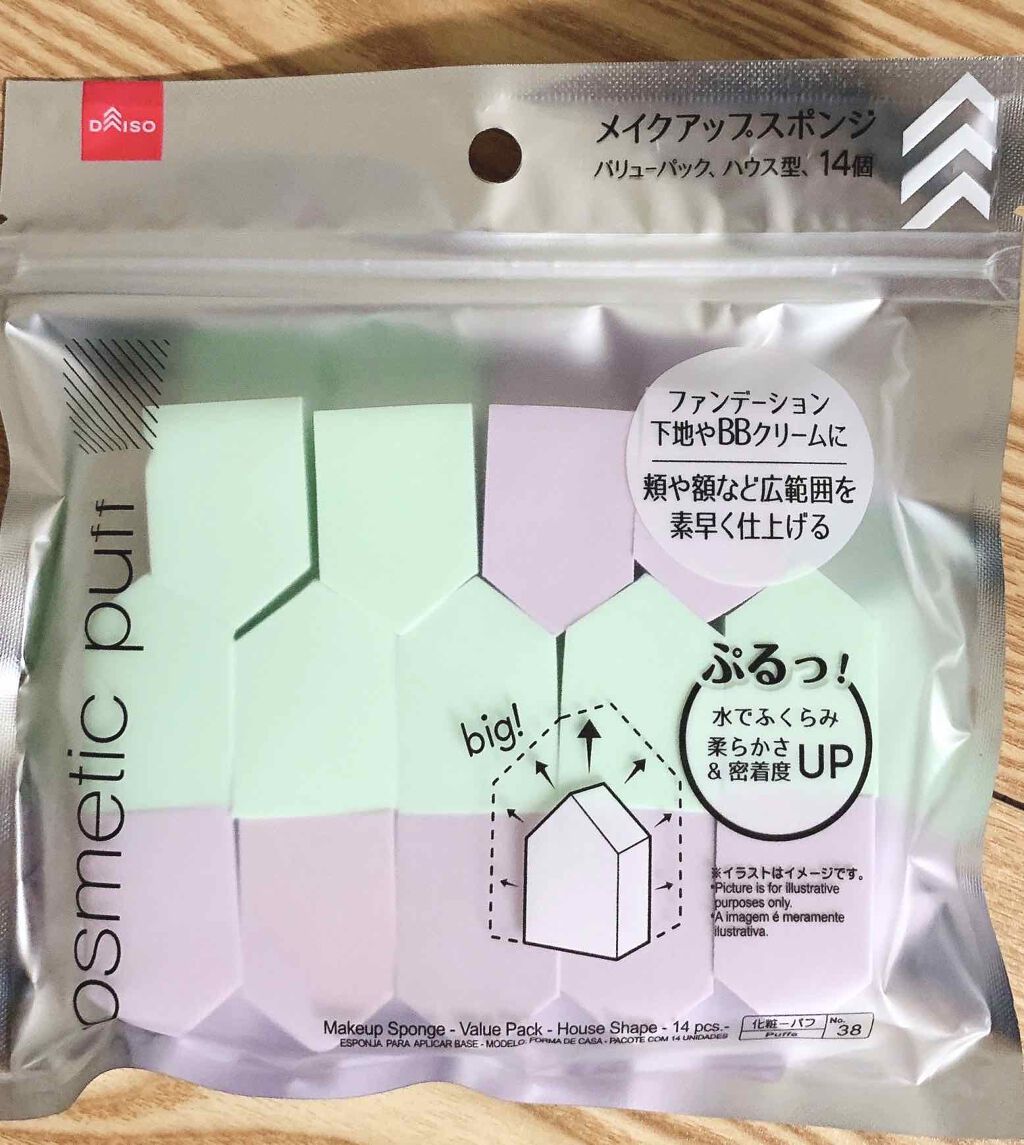 DAISO
メイクアップスポンジ
バリューパック、ハウス型、14個
ファンデーション
下地やBBクリームに
頬や額など広範囲を
素早く仕上げる
cosmetic puff
ぷるっ!
水でふくらみ
柔らかさ
&密着度 UP
big!
※イラストはイメージです。
*Picture is for illustrative
purposes only.
*A imagem é meramente
ilustrativa.
Makeup Sponge - Value Pack - House Shape - 14 pcs.-
ESPONJA PARA APLICAR BASE - MODELO: FORMA DE CASA - PACOTE COM 14 UNIDADES
化粧ーパフ
Puffs
No.
38